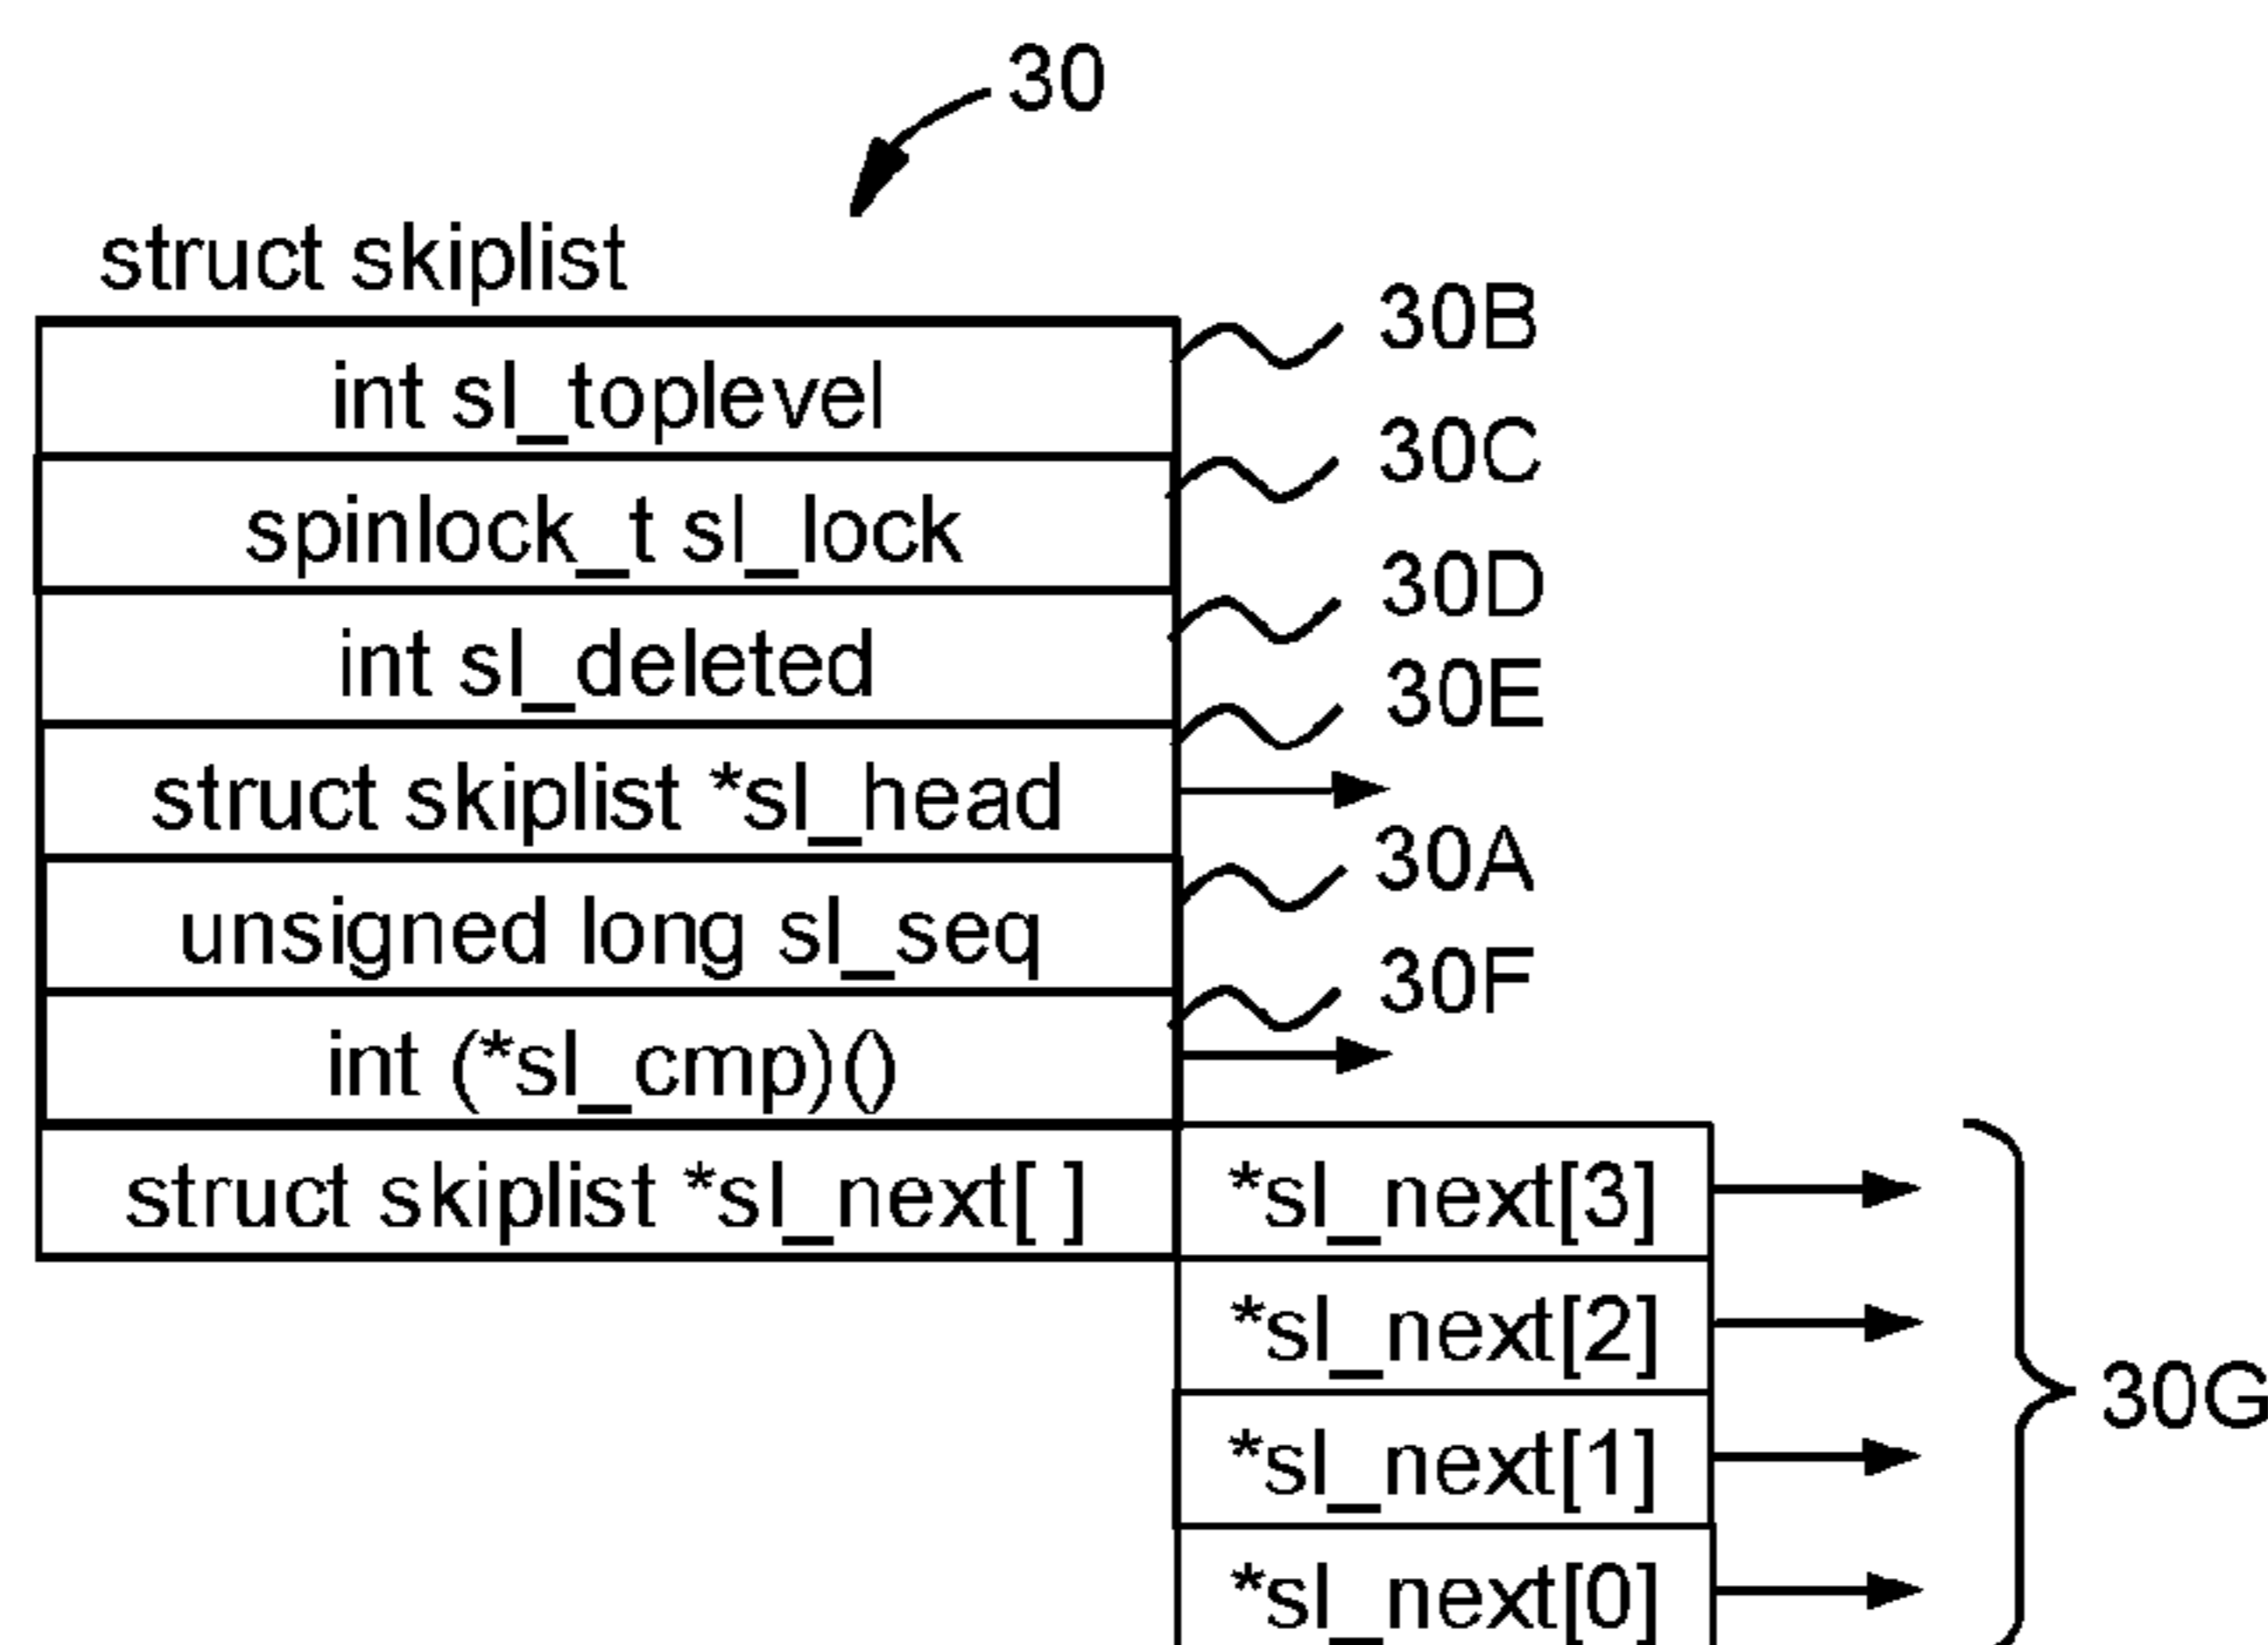 30
struct skiplist
30B
int sl_toplevel
30C
spinlock_t sl_lock
30D
int sl_deleted
30E
struct skiplist *sl_head
30A
unsigned long sl_seq
30F
int (*sl_cmp)()
struct skiplist *sl_next[ ] *sl_next[3]
*sl_next[2]
30G
*sl_next[1]
*sl_next[0]